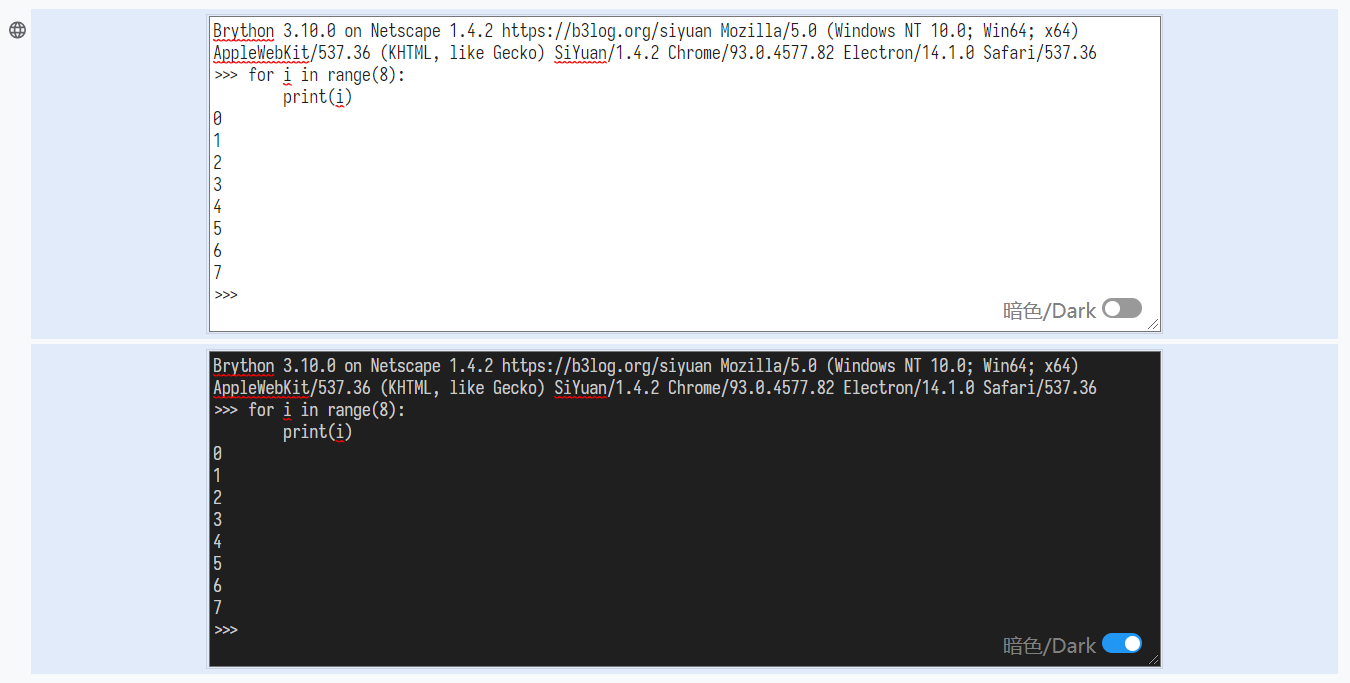 Brython 3.10.0 on Netscape 1.4.2 https://b3log.org/siyuan Mozilla/5.0 (Windows NT 10.0; Win64; x64)
AppleWebKit/537.36 (KHTML, like Gecko) SiYuan/1.4.2 Chrome/93.0.4577.82 Electron/14.1.0 Safari/537.36
>>> for i in range(8):
        print(i)
0
1
2
3
4
5
6
7
>>>
暗色/Dark
Brython 3.10.0 on Netscape 1.4.2 https://b3log.org/siyuan Mozilla/5.0 (Windows NT 10.0; Win64; x64)
AppleWebKit/537.36 (KHTML, like Gecko) SiYuan/1.4.2 Chrome/93.0.4577.82 Electron/14.1.0 Safari/537.36
>>> for i in range(8):
        print(i)
0
1
2
3
4
5
6
7
>>>
暗色/Dark